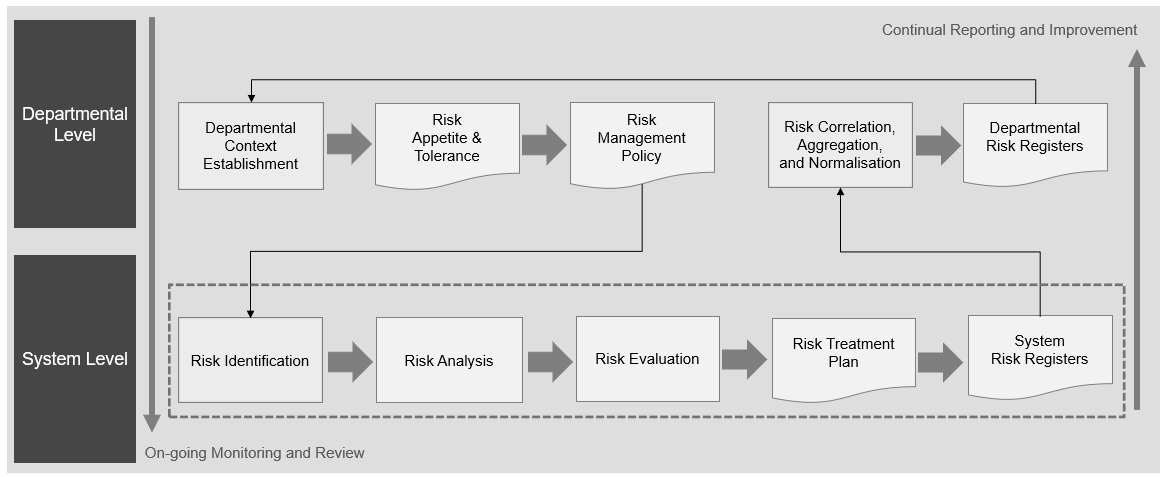 Continual Reporting and Improvement
Departmental
Level
Departmental
Context
Establishment
Risk
Appetite &
Tolerance
Risk
Management
Policy
Risk Correlation,
Aggregation,
and Normalisation
Departmental
Risk Registers
System Level
Risk Identification
Risk Analysis
Risk Evaluation
Risk Treatment
Plan
System
Risk Registers
On-going Monitoring and Review